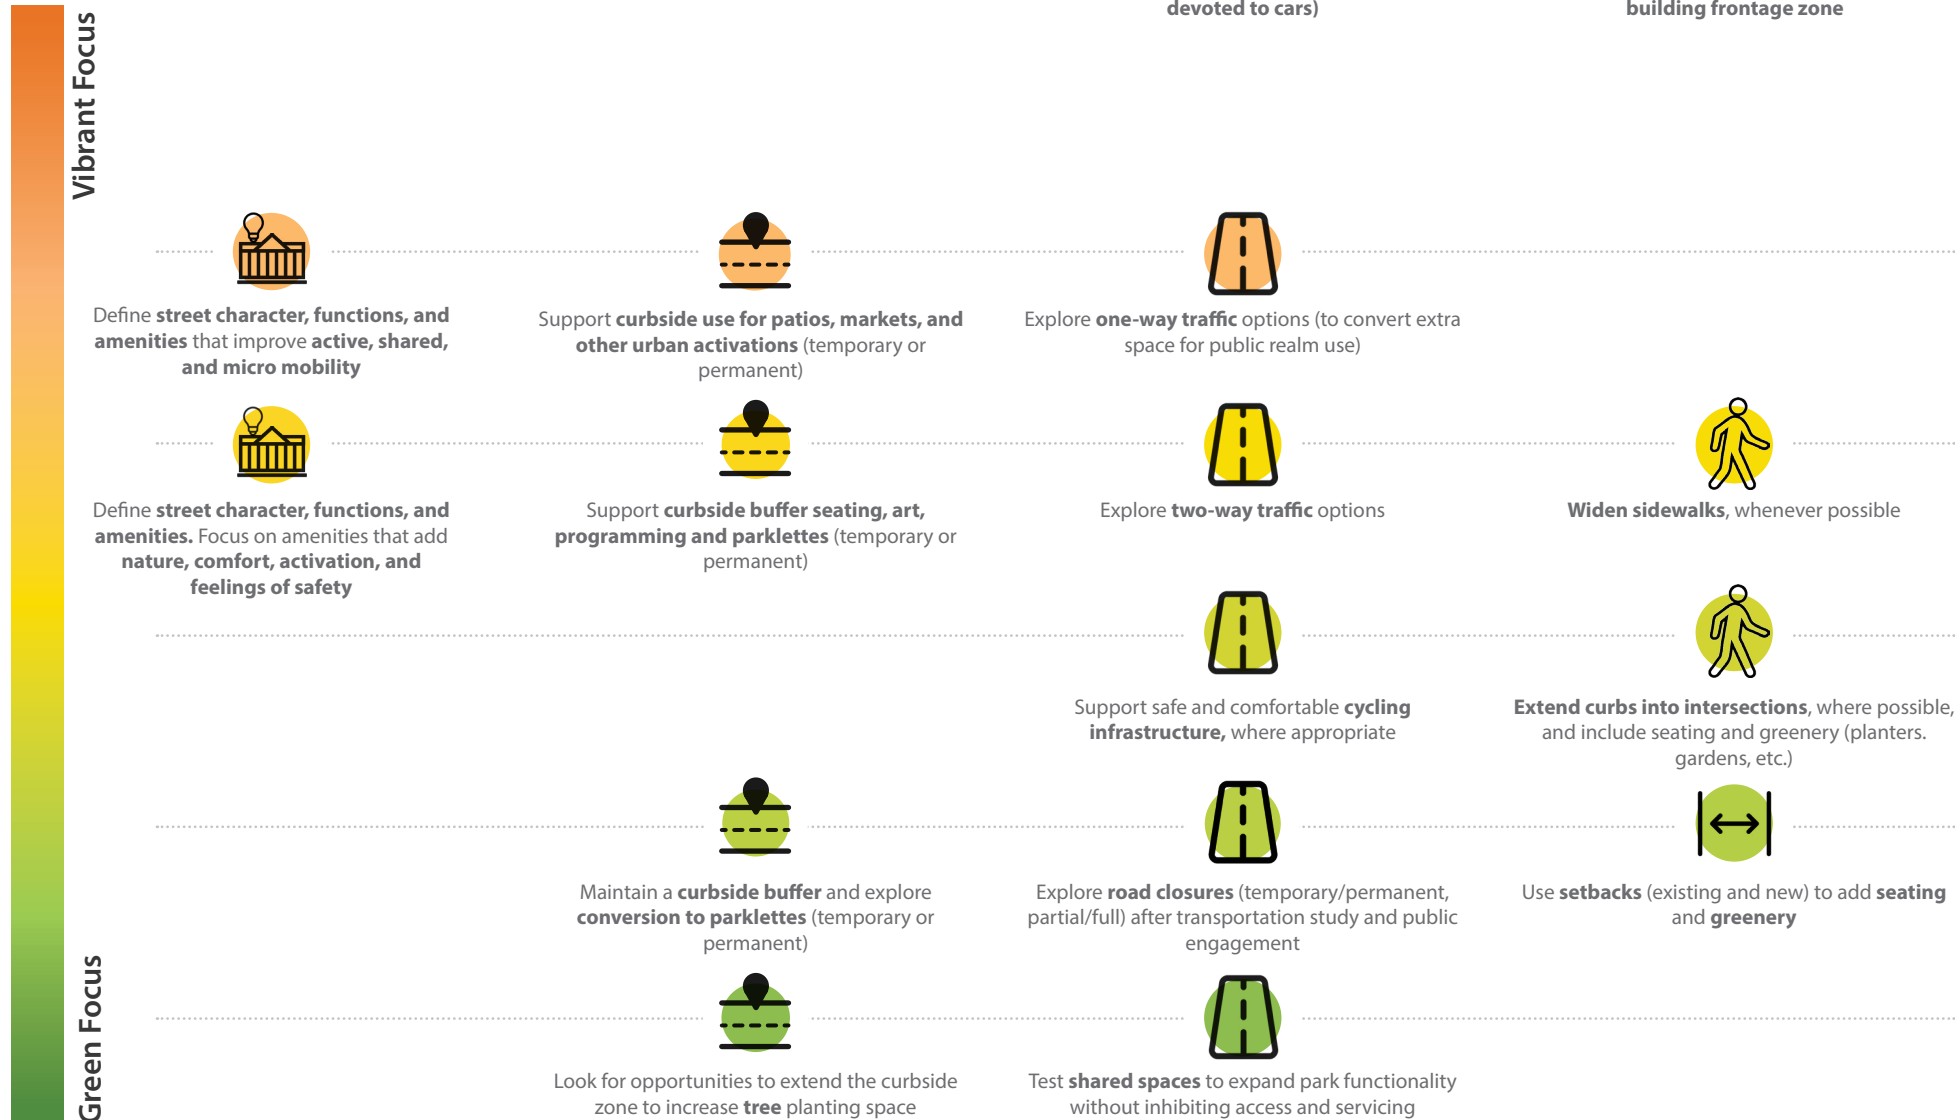 devoted to cars)
building frontage zone
Vibrant Focus
Define street character, functions, and
amenities that improve active, shared,
and micro mobility
Support curbside use for patios, markets, and
other urban activations (temporary or
permanent)
Explore one-way traffic options (to convert extra
space for public realm use)
Define street character, functions, and
amenities. Focus on amenities that add
nature, comfort, activation, and
feelings of safety
Support curbside buffer seating, art,
programming and parklettes (temporary or
permanent)
Explore two-way traffic options
Widen sidewalks, whenever possible
Support safe and comfortable cycling
infrastructure, where appropriate
Extend curbs into intersections, where possible,
and include seating and greenery (planters.
gardens, etc.)
Maintain a curbside buffer and explore
conversion to parklettes (temporary or
permanent)
Explore road closures (temporary/permanent,
partial/full) after transportation study and public
engagement
Use setbacks (existing and new) to add seating
and greenery
Green Focus
Look for opportunities to extend the curbside
zone to increase tree planting space
Test shared spaces to expand park functionality
without inhibiting access and servicing